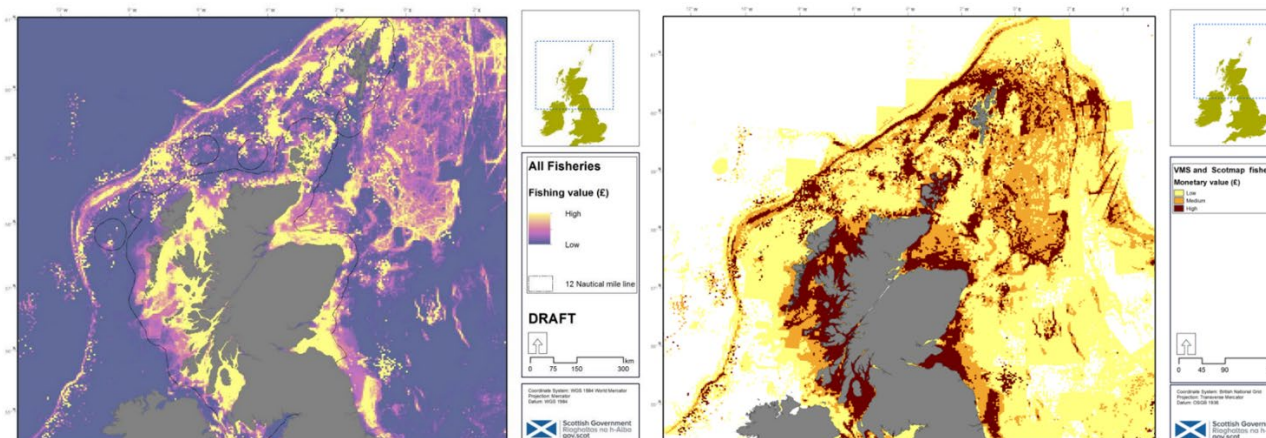 All Fisheries
Fishing value (£)
High
Low
12 Nautical mile line
DRAFT
km
0 75 150 300
Coordinate System: WGS 1984 World Mercator
Projection: Mercator
Datum: WGS 1984
Scottish Government
Riaghaltas na h-Alba
gov.scot
VMS and Scotmap fishe
Monetary value (£)
Low
Medium
High
0 45 90
Coordinate System: British National Grid
Projection: Transverse Mercator
Datum: OSGB 1936
Scottish Govern
Riaghaltas na h-
gov.scot